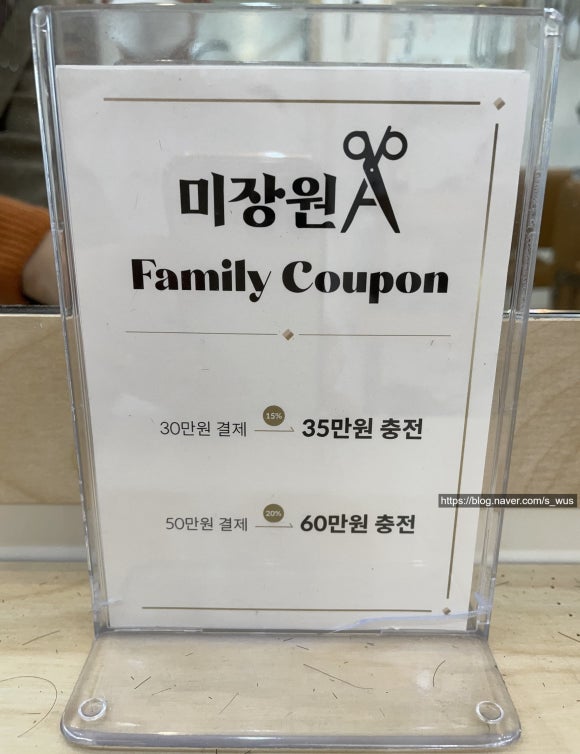 미장원A
Family Coupon
30만원 결제 15% 35만원 충전
50만원 결제 20% 60만원 충전
https://blog.naver.com/s_wus